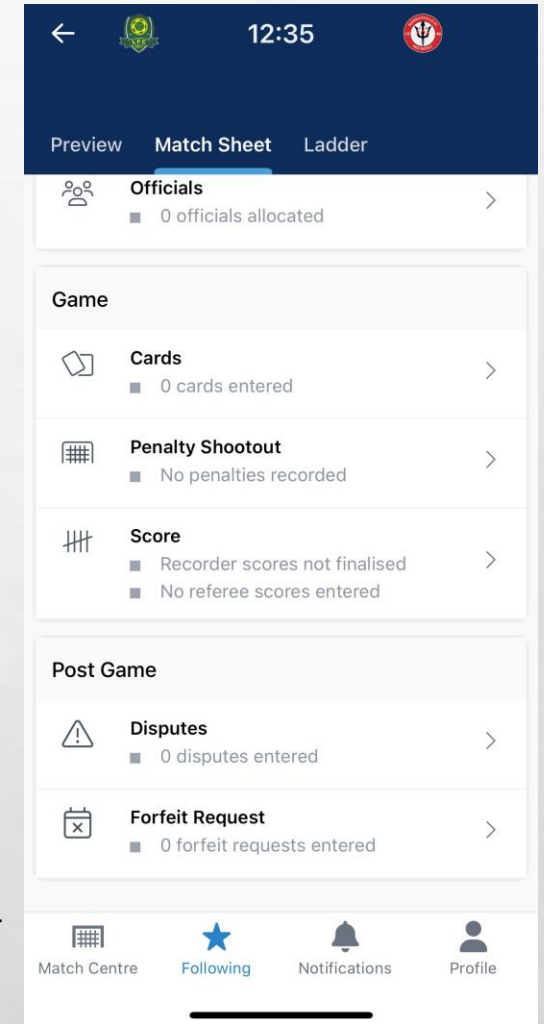 LFC
12:35
Preview Match Sheet Ladder
Officials
0 officials allocated
Game
Cards
0 cards entered
Penalty Shootout
No penalties recorded
Score
Recorder scores not finalised
No referee scores entered
Post Game
Disputes
0 disputes entered
Forfeit Request
0 forfeit requests entered
Match Centre Following Notifications Profile